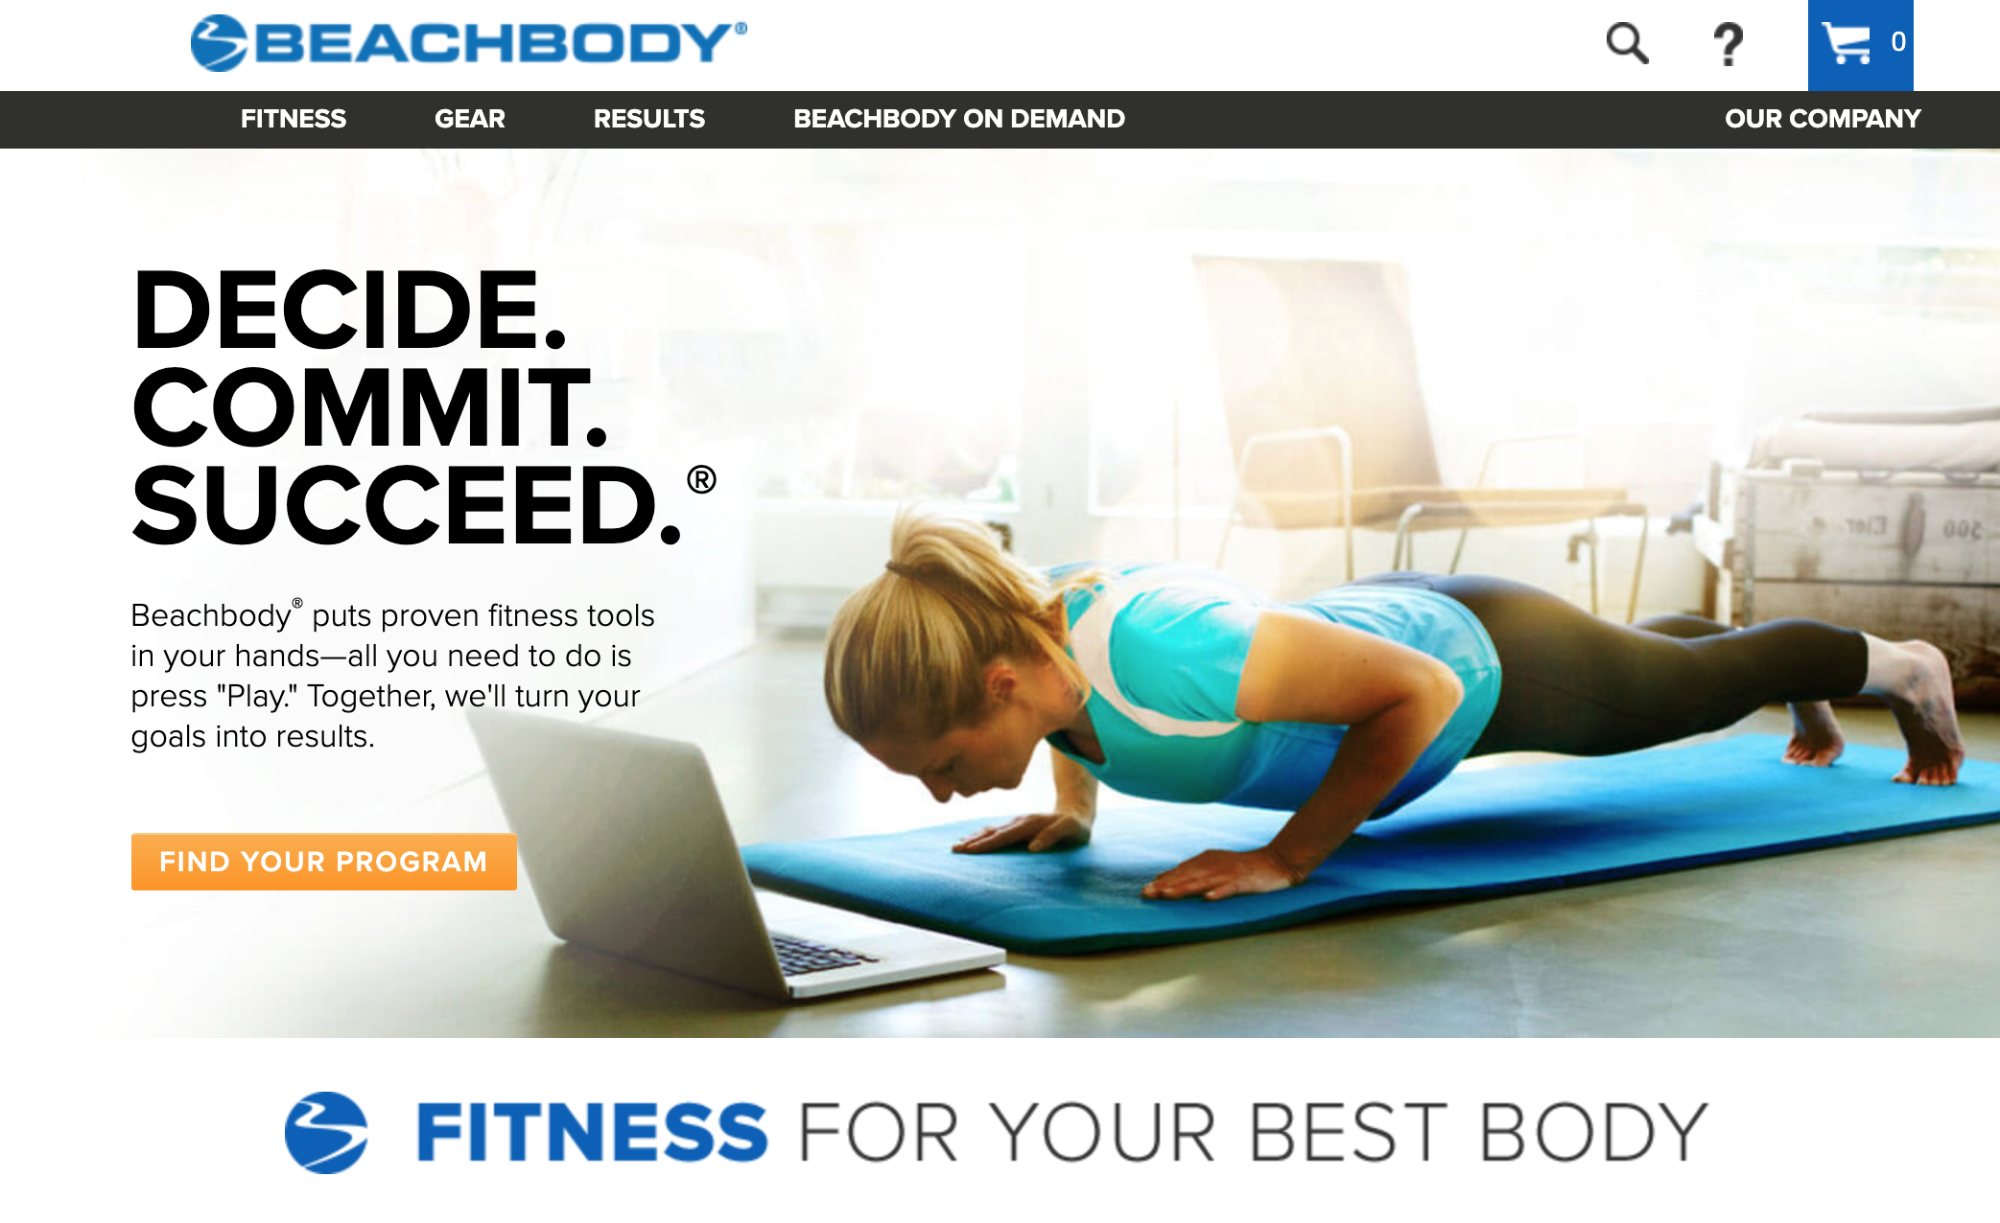 BEACHBODY®
0
FITNESS GEAR RESULTS BEACHBODY ON DEMAND OUR COMPANY
DECIDE.
COMMIT.
SUCCEED.®
Beachbody® puts proven fitness tools
in your hands—all you need to do is
press "Play." Together, we'll turn your
goals into results.
FIND YOUR PROGRAM
FITNESS FOR YOUR BEST BODY